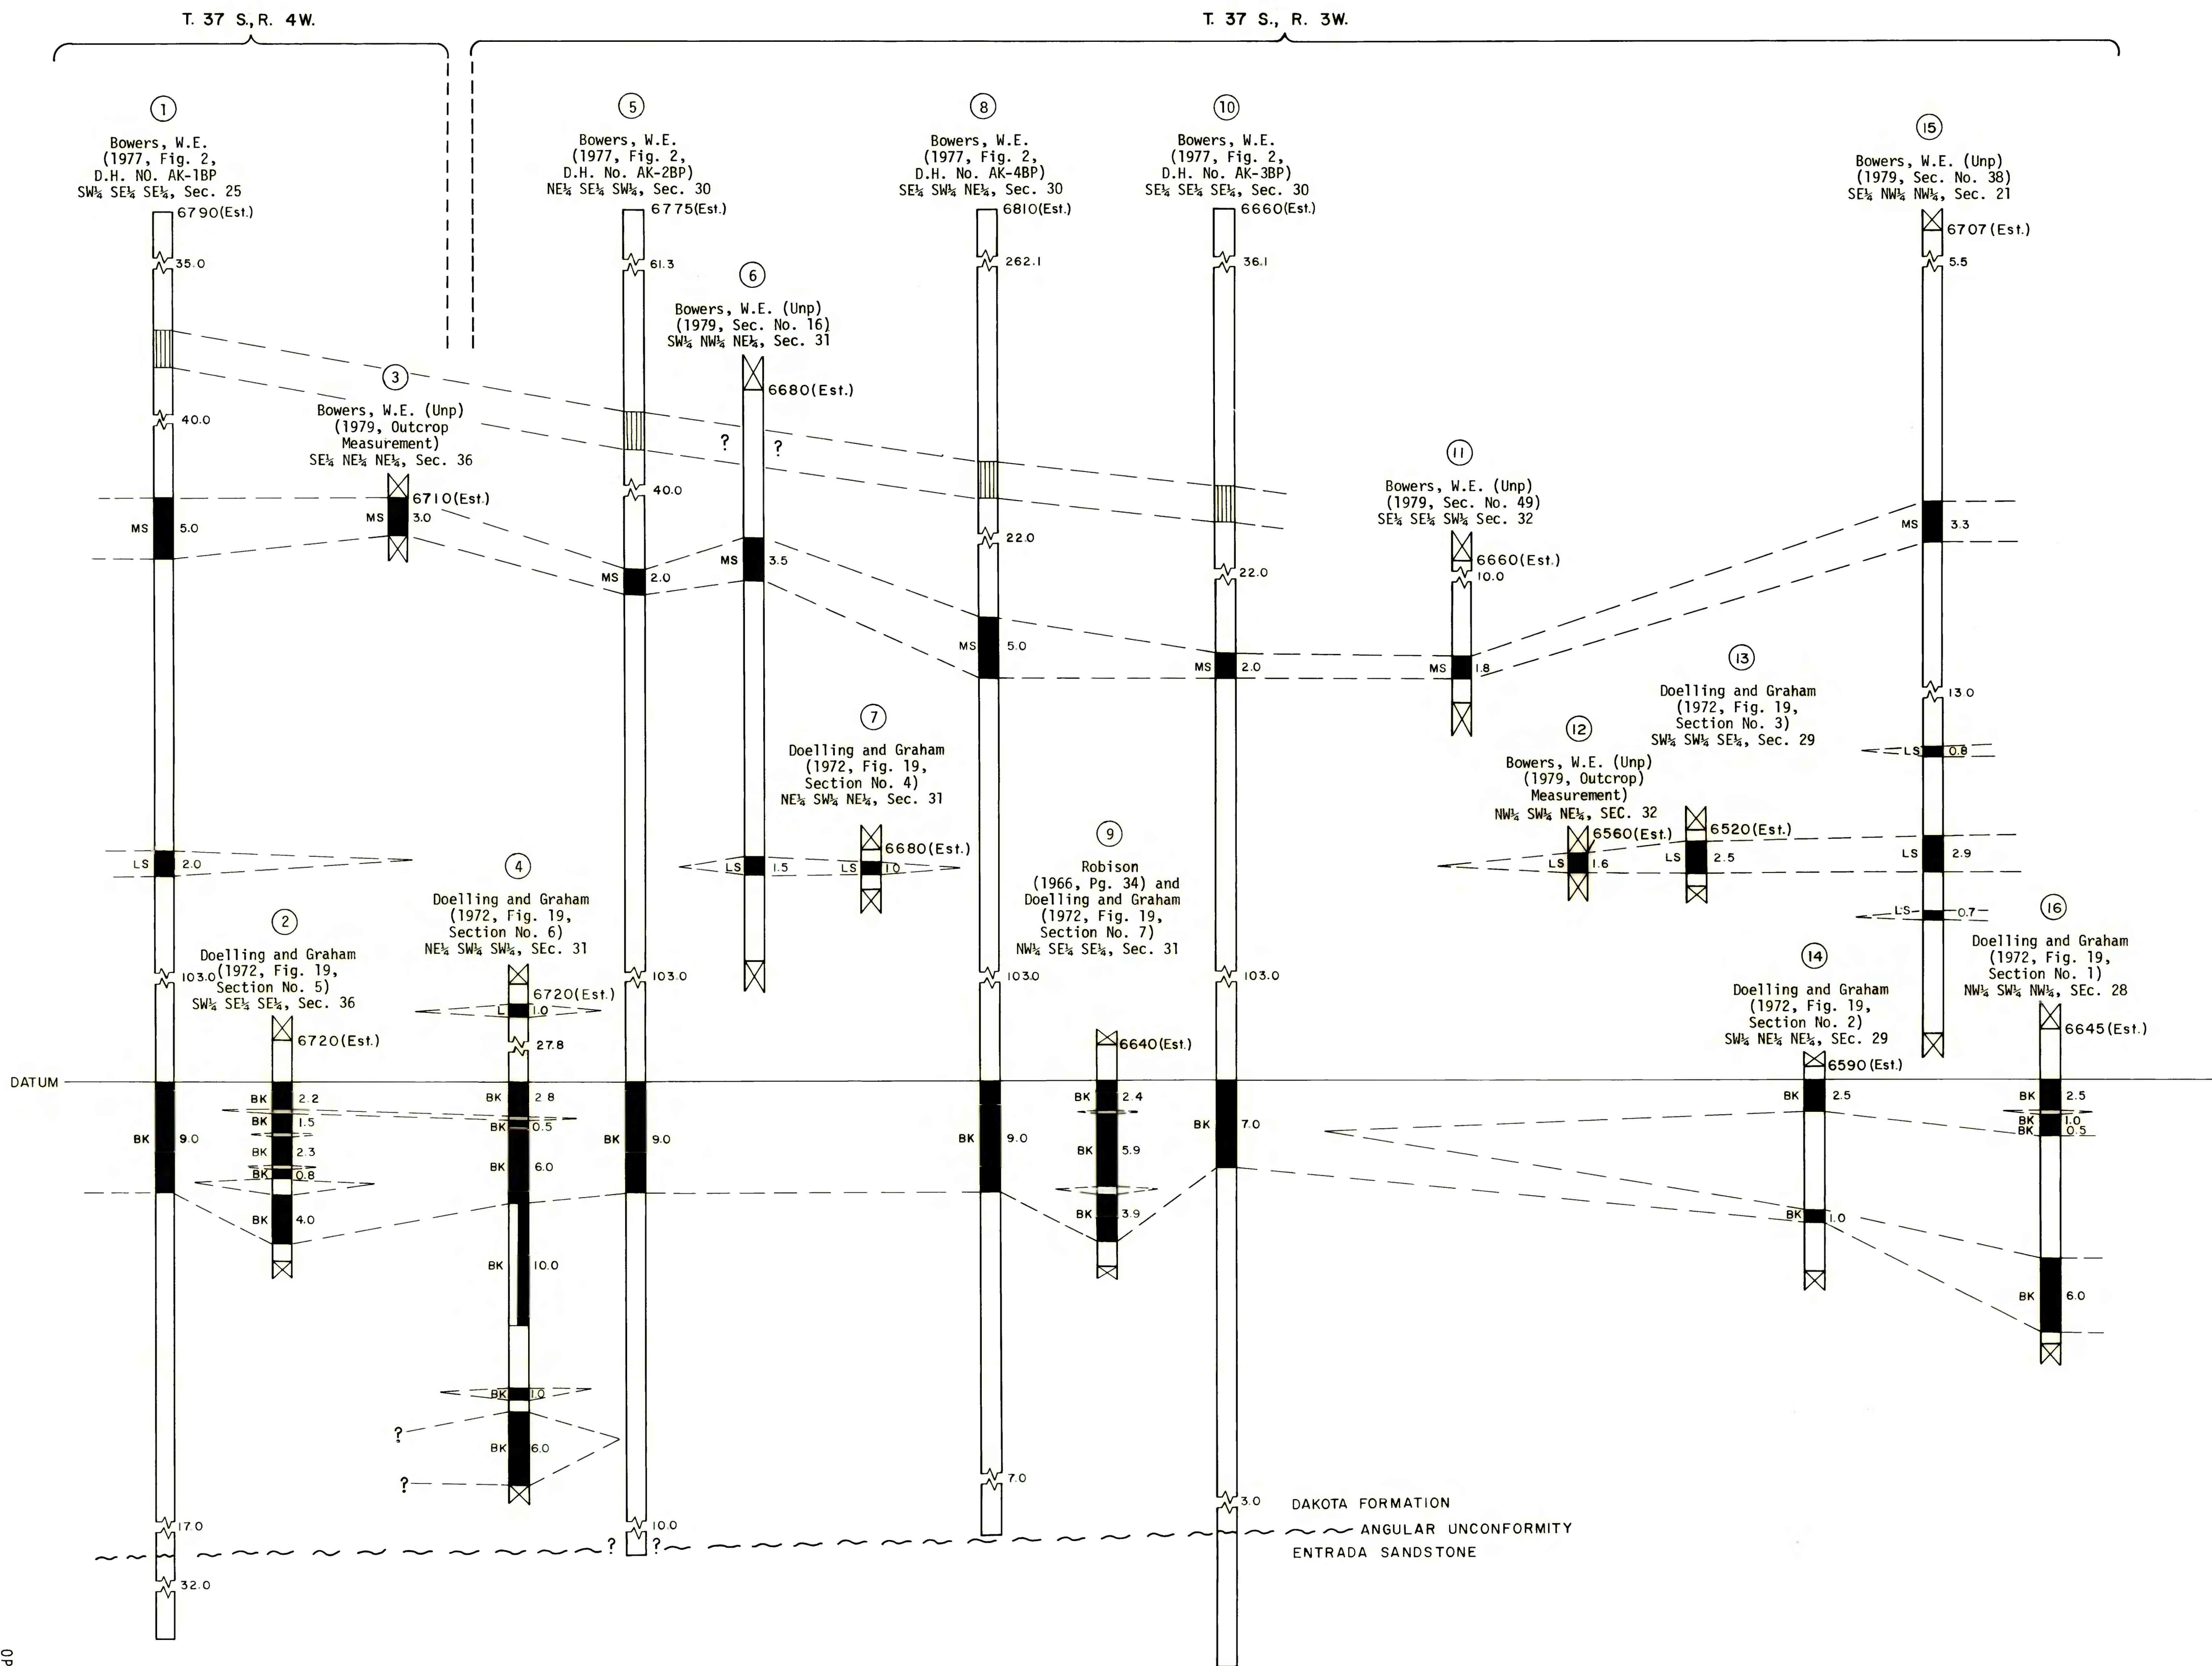 T. 37 S., R. 4W.
T. 37 S., R. 3W.
1
Bowers, W.E.
(1977, Fig. 2,
D.H. NO. AK-1BP
SW¼ SE¼ SE¼, Sec. 25
6790(Est.)
35.0
40.0
MS 5.0
LS 2.0
103.0
BK 9.0
17.0
32.0
2
Doelling and Graham
(1972, Fig. 19,
Section No. 5)
SW¼ SE¼ SE¼, Sec. 36
6720(Est.)
BK 2.2
BK 1.5
BK 2.3
BK 0.8
BK 4.0
3
Bowers, W.E. (Unp)
(1979, Outcrop
Measurement)
SE¼ NE¼ NE¼, Sec. 36
6710(Est.)
MS 3.0
4
Doelling and Graham
(1972, Fig. 19,
Section No. 6)
NE¼ SW¼ SW¼, SEc. 31
6720(Est.)
L 1.0
27.8
BK 2.8
BK 0.5
BK 6.0
BK 10.0
BK 1.0
?
BK 6.0
?
5
Bowers, W.E.
(1977, Fig. 2,
D.H. No. AK-2BP)
NE¼ SE¼ SW¼, Sec. 30
6775(Est.)
61.3
40.0
MS 2.0
103.0
BK 9.0
10.0
? ?
6
Bowers, W.E. (Unp)
(1979, Sec. No. 16)
SW¼ NW¼ NE¼, Sec. 31
6680(Est.)
? ?
MS 3.5
LS 1.5
7
Doelling and Graham
(1972, Fig. 19,
Section No. 4)
NE¼ SW¼ NE¼, Sec. 31
6680(Est.)
LS 1.0
8
Bowers, W.E.
(1977, Fig. 2,
D.H. No. AK-4BP)
SE¼ SW¼ NE¼, Sec. 30
6810(Est.)
262.1
22.0
MS 5.0
103.0
BK 9.0
7.0
9
Robison
(1966, Pg. 34) and
Doelling and Graham
(1972, Fig. 19,
Section No. 7)
NW¼ SE¼ SE¼, Sec. 31
6640(Est.)
BK 2.4
BK 5.9
BK 3.9
10
Bowers, W.E.
(1977, Fig. 2,
D.H. No. AK-3BP)
SE¼ SE¼ SE¼, Sec. 30
6660(Est.)
36.1
22.0
MS 2.0
103.0
BK 7.0
3.0
11
Bowers, W.E. (Unp)
(1979, Sec. No. 49)
SE¼ SE¼ SW¼ Sec. 32
6660(Est.)
10.0
MS 1.8
12
Bowers, W.E. (Unp)
(1979, Outcrop)
Measurement)
NW¼ SW¼ NE¼, SEC. 32
6560(Est.)
LS 1.6
13
Doelling and Graham
(1972, Fig. 19,
Section No. 3)
SW¼ SW¼ SE¼, Sec. 29
6520(Est.)
LS 2.5
14
Doelling and Graham
(1972, Fig. 19,
Section No. 2)
SW¼ NE¼ NE¼, SEc. 29
6590(Est.)
BK 2.5
BK 1.0
15
Bowers, W.E. (Unp)
(1979, Sec. No. 38)
SE¼ NW¼ NW¼, Sec. 21
6707(Est.)
5.5
MS 3.3
13.0
LS 0.8
LS 2.9
LS 0.7
16
Doelling and Graham
(1972, Fig. 19,
Section No. 1)
NW¼ SW¼ NW¼, SEc. 28
6645(Est.)
BK 2.5
BK 1.0
BK 0.5
BK 6.0
DATUM
DAKOTA FORMATION
ANGULAR UNCONFORMITY
ENTRADA SANDSTONE
OP